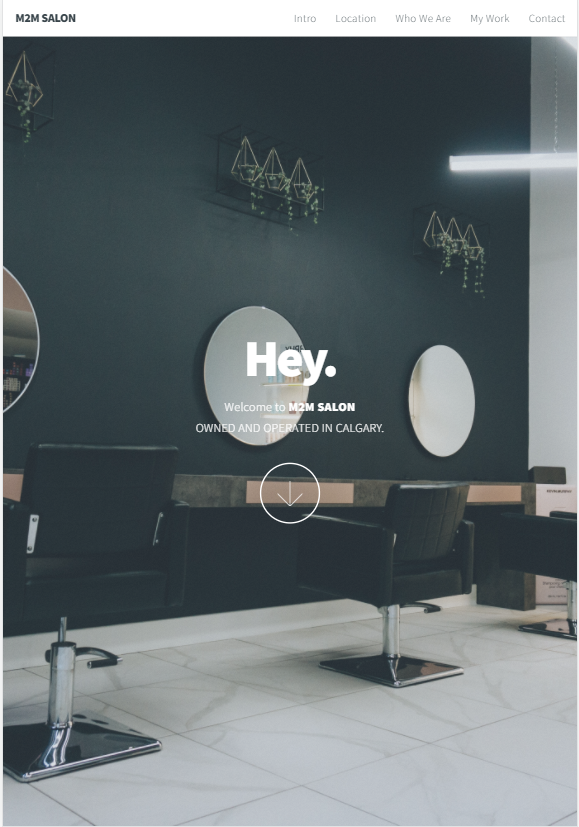 M2M SALON
Intro Location Who We Are My Work Contact
Hey.
Welcome to M2M SALON
OWNED AND OPERATED IN CALGARY.